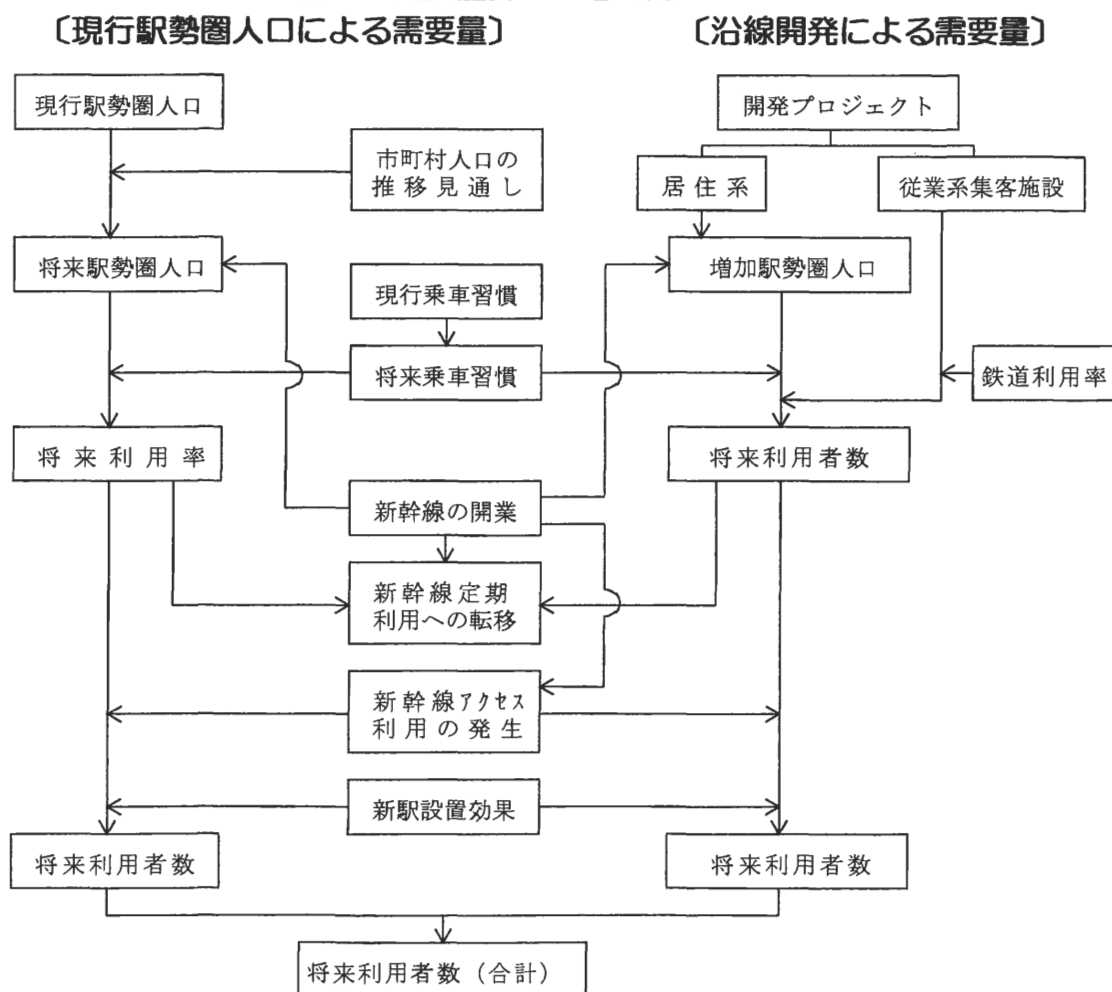 〔現行駅勢圏人口による需要量〕
〔沿線開発による需要量〕
現行駅勢圏人口
開発プロジェクト
市町村人口の
推移見通し
居住系
従業系集客施設
将来駅勢圏人口
増加駅勢圏人口
現行乗車習慣
将来乗車習慣
鉄道利用率
将来利用率
将来利用者数
新幹線の開業
新幹線定期
利用への転移
新幹線アクセス
利用の発生
新駅設置効果
将来利用者数
将来利用者数
将来利用者数（合計）